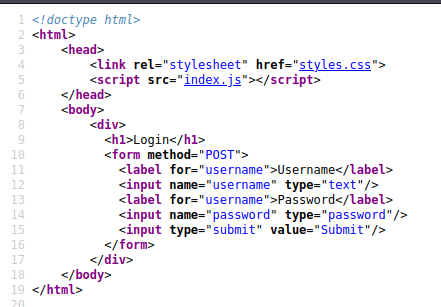 1 <!doctype html>
2 <html>
3     <head>
4         <link rel="stylesheet" href="styles.css">
5         <script src="index.js"></script>
6     </head>
7     <body>
8         <div>
9           <h1>Login</h1>
10           <form method="POST">
11             <label for="username">Username</label>
12             <input name="username" type="text"/>
13             <label for="username">Password</label>
14             <input name="password" type="password"/>
15             <input type="submit" value="Submit"/>
16           </form>
17         </div>
18     </body>
19 </html>
20